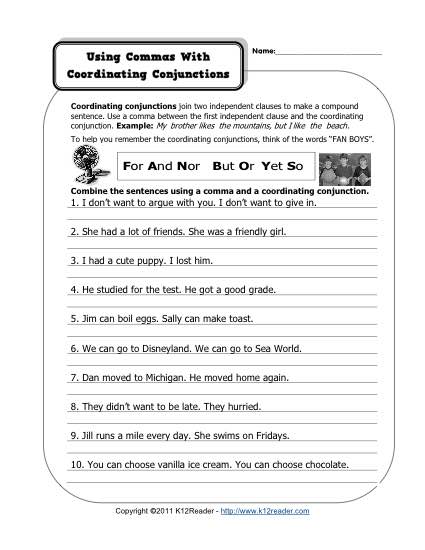 Using Commas With
Coordinating Conjunctions
Name:
Coordinating conjunctions join two independent clauses to make a compound
sentence. Use a comma between the first independent clause and the coordinating
conjunction. Example: My brother likes the mountains, but I like the beach.
To help you remember the coordinating conjunctions, think of the words "FAN BOYS".
For And Nor But Or Yet So
Combine the sentences using a comma and a coordinating conjunction.
1. I don't want to argue with you. I don't want to give in.
2. She had a lot of friends. She was a friendly girl.
3. I had a cute puppy. I lost him.
4. He studied for the test. He got a good grade.
5. Jim can boil eggs. Sally can make toast.
6. We can go to Disneyland. We can go to Sea World.
7. Dan moved to Michigan. He moved home again.
8. They didn't want to be late. They hurried.
9. Jill runs a mile every day. She swims on Fridays.
10. You can choose vanilla ice cream. You can choose chocolate.
Copyright ©2011 K12Reader - http://www.k12reader.com